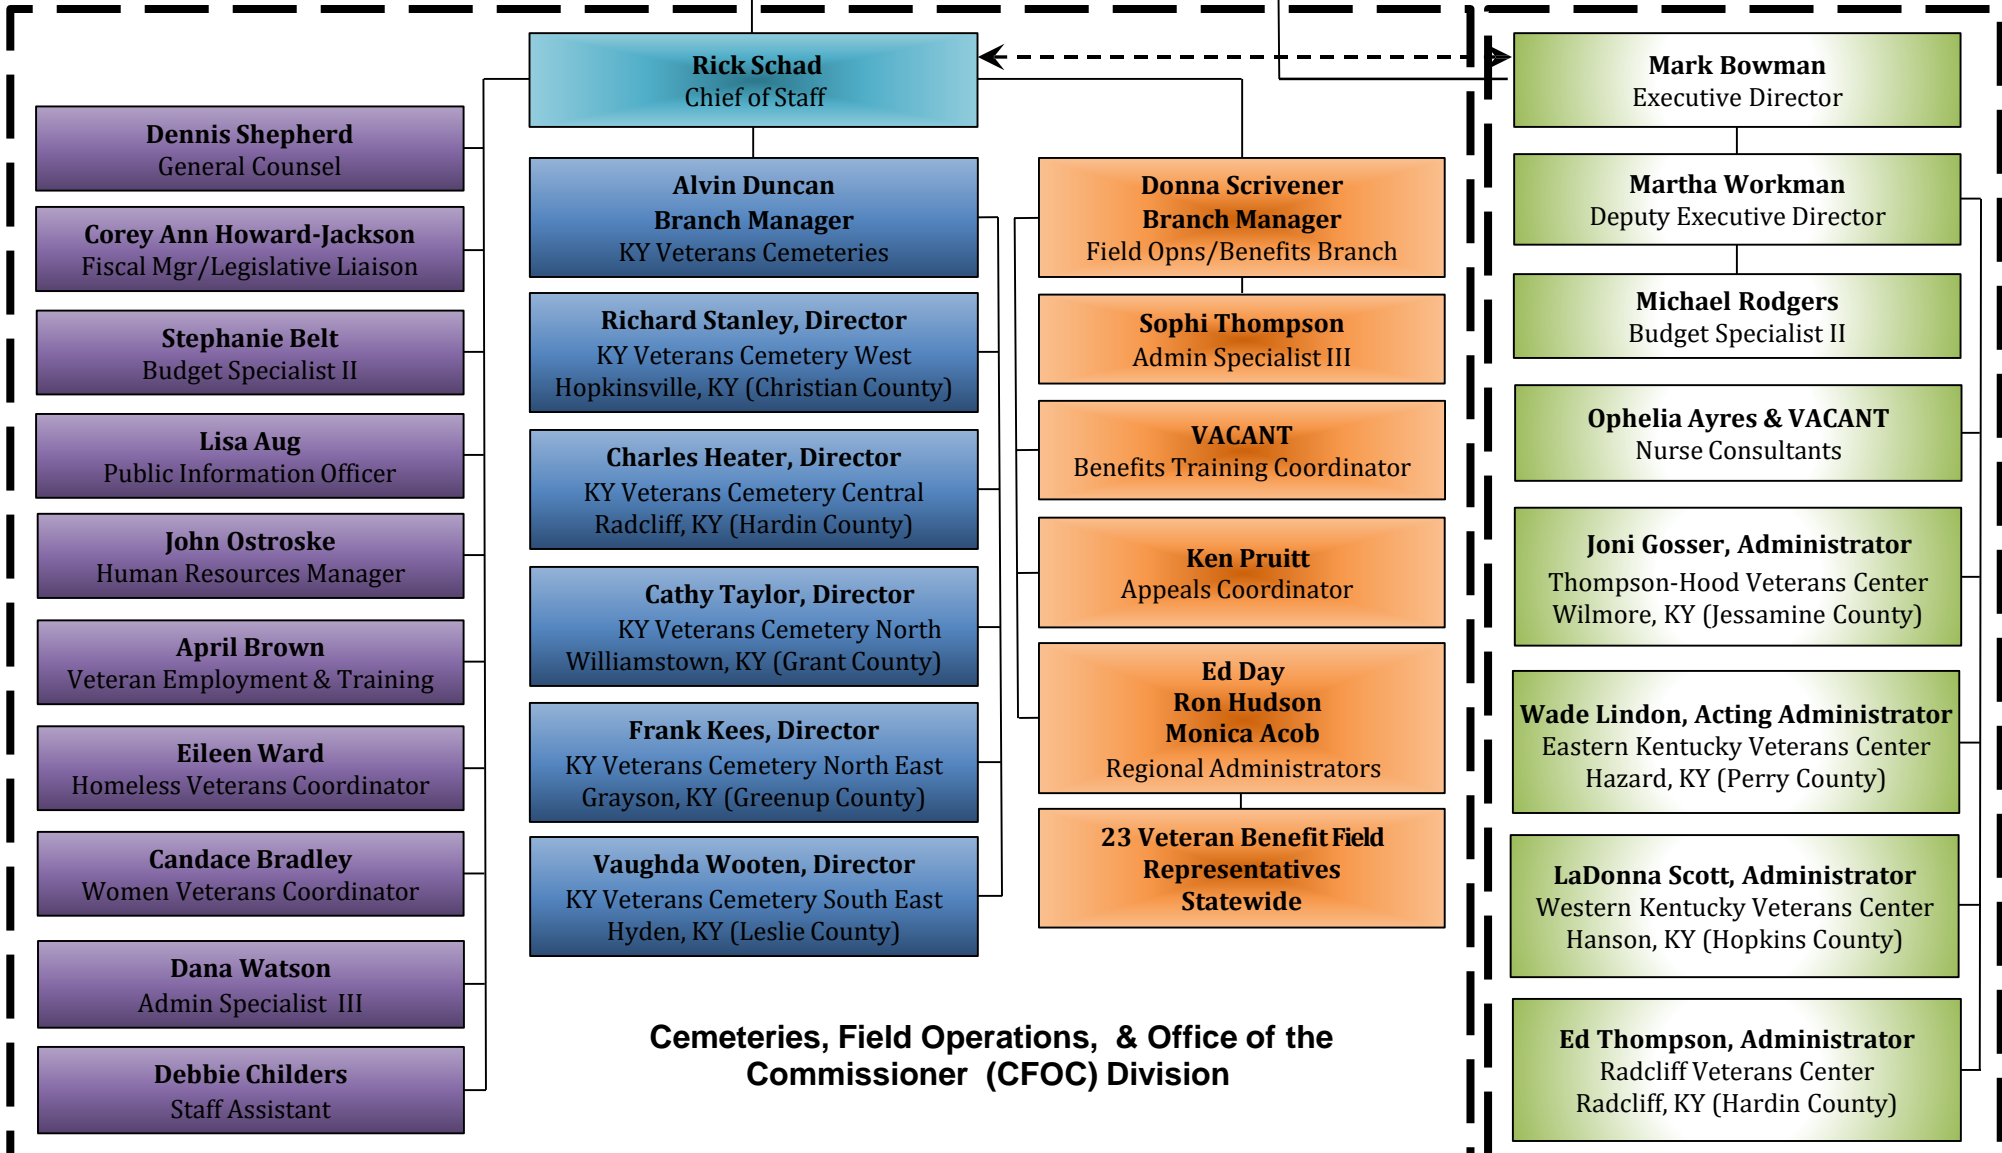 Rick Schad
Chief of Staff
Dennis Shepherd
General Counsel
Corey Ann Howard-Jackson
Fiscal Mgr/Legislative Liaison
Stephanie Belt
Budget Specialist II
Lisa Aug
Public Information Officer
John Ostroske
Human Resources Manager
April Brown
Veteran Employment & Training
Eileen Ward
Homeless Veterans Coordinator
Candace Bradley
Women Veterans Coordinator
Dana Watson
Admin Specialist III
Debbie Childers
Staff Assistant
Alvin Duncan
Branch Manager
KY Veterans Cemeteries
Richard Stanley, Director
KY Veterans Cemetery West
Hopkinsville, KY (Christian County)
Charles Heater, Director
KY Veterans Cemetery Central
Radcliff, KY (Hardin County)
Cathy Taylor, Director
KY Veterans Cemetery North
Williamstown, KY (Grant County)
Frank Kees, Director
KY Veterans Cemetery North East
Grayson, KY (Greenup County)
Vaughda Wooten, Director
KY Veterans Cemetery South East
Hyden, KY (Leslie County)
Donna Scrivener
Branch Manager
Field Opns/Benefits Branch
Sophi Thompson
Admin Specialist III
VACANT
Benefits Training Coordinator
Ken Pruitt
Appeals Coordinator
Ed Day
Ron Hudson
Monica Acob
Regional Administrators
23 Veteran Benefit Field
Representatives
Statewide
Cemeteries, Field Operations, & Office of the
Commissioner (CFOC) Division
Mark Bowman
Executive Director
Martha Workman
Deputy Executive Director
Michael Rodgers
Budget Specialist II
Ophelia Ayres & VACANT
Nurse Consultants
Joni Gosser, Administrator
Thompson-Hood Veterans Center
Wilmore, KY (Jessamine County)
Wade Lindon, Acting Administrator
Eastern Kentucky Veterans Center
Hazard, KY (Perry County)
LaDonna Scott, Administrator
Western Kentucky Veterans Center
Hanson, KY (Hopkins County)
Ed Thompson, Administrator
Radcliff Veterans Center
Radcliff, KY (Hardin County)